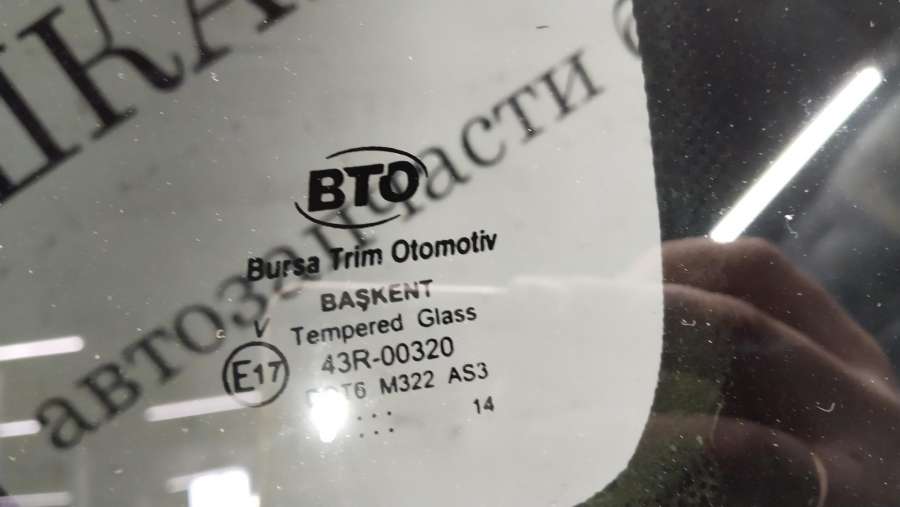 автозапчасти б
BTO
Bursa Trim Otomotiv
BAŞKENT
V Tempered Glass
E17 43R-00320
M322 AS3
14